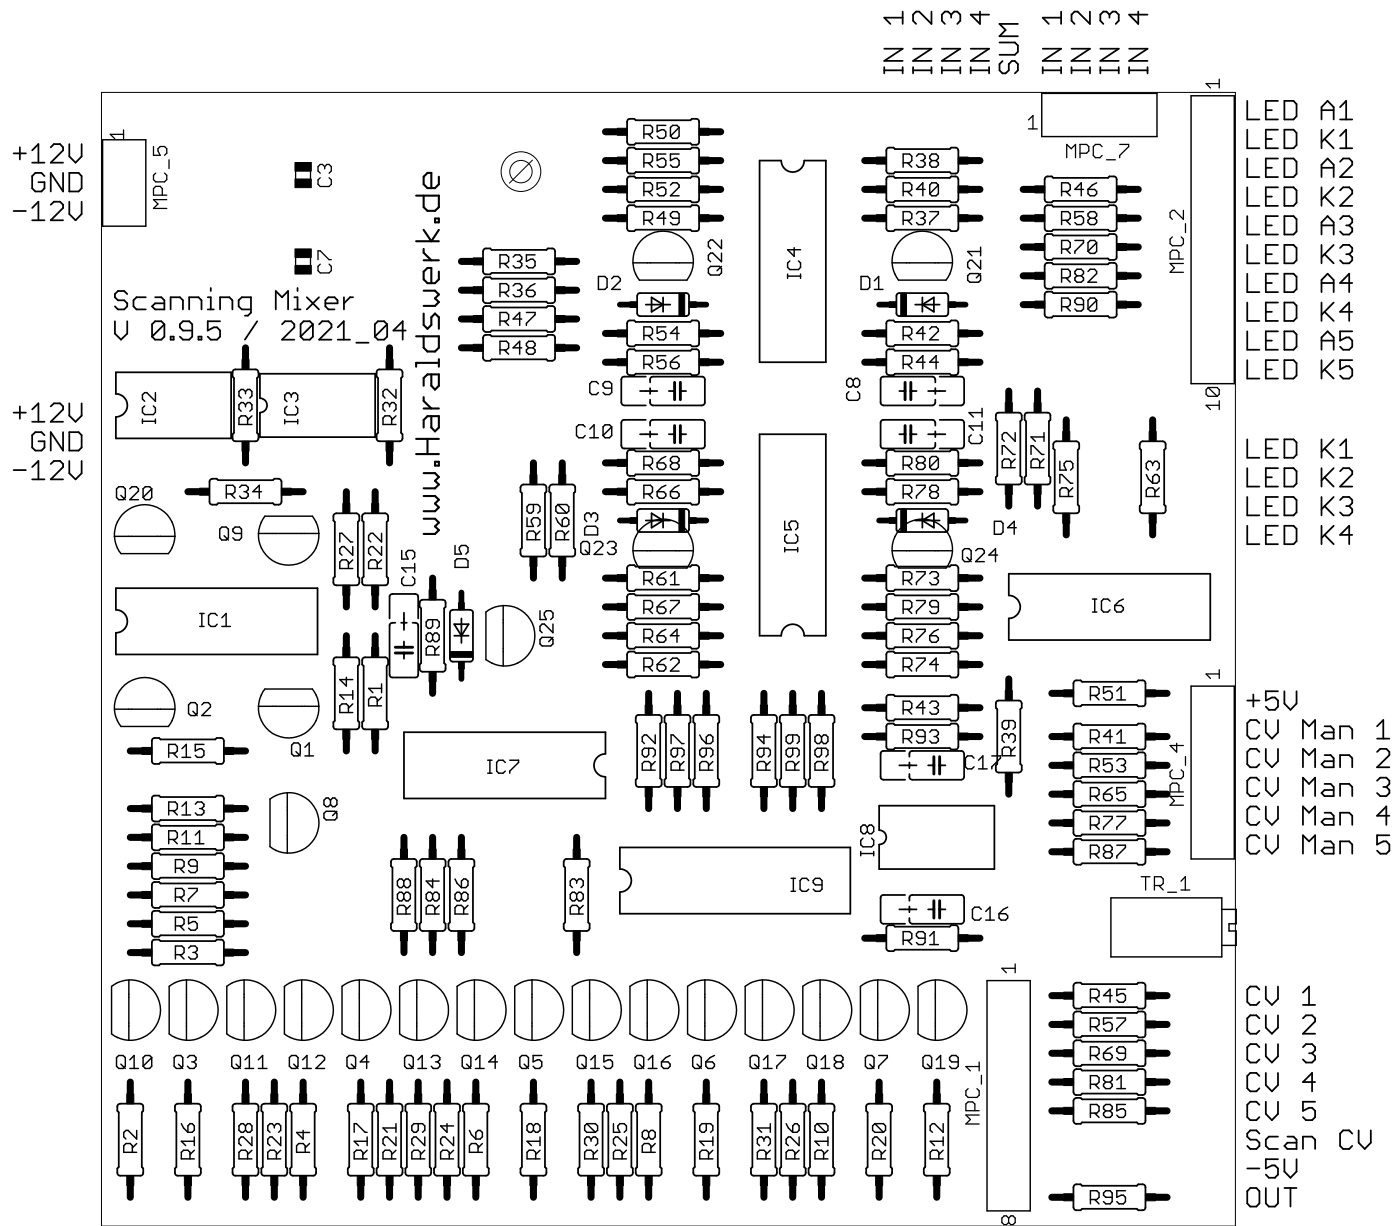 IN 1
IN 2
IN 3
IN 4
SUM
IN 1
IN 2
IN 3
IN 4
+12V
GND
-12V
1
MPC_5
C3
C7
www.Haraldswerk.de
Scanning Mixer
V 0.9.5 / 2021_04
R50
R55
R52
R49
Q22
D2
R54
R56
C9
C10
R68
R66
D3
Q23
R61
R67
R64
R62
R35
R36
R47
R48
IC4
IC5
R38
R40
R37
Q21
D1
R42
R44
C8
C11
R80
R78
D4
Q24
R73
R79
R76
R74
1
MPC_7
R46
R58
R70
R82
R90
1
MPC_2
10
LED A1
LED K1
LED A2
LED K2
LED A3
LED K3
LED A4
LED K4
LED A5
LED K5
LED K1
LED K2
LED K3
LED K4
R72
R71
R75
R63
IC6
+12V
GND
-12V
IC2
R33
IC3
R32
Q20
R34
Q9
R27
R22
C15
R89
D5
Q25
R59
R60
IC1
Q2
Q1
R14
R1
R15
IC7
R92
R97
R96
R94
R99
R98
R43
R93
C17
R39
R51
R41
R53
R65
R77
R87
1
MPC_4
+5V
CV Man 1
CV Man 2
CV Man 3
CV Man 4
CV Man 5
R13
R11
R9
R7
R5
R3
Q8
R88
R84
R86
R83
IC9
IC8
C16
R91
TR_1
Q10
Q3
Q11
Q12
Q4
Q13
Q14
Q5
Q15
Q16
Q6
Q17
Q18
Q7
Q19
R2
R16
R28
R23
R4
R17
R21
R29
R24
R6
R18
R30
R25
R8
R19
R31
R26
R10
R20
R12
1
MPC_1
8
R45
R57
R69
R81
R85
R95
CV 1
CV 2
CV 3
CV 4
CV 5
Scan CV
-5V
OUT